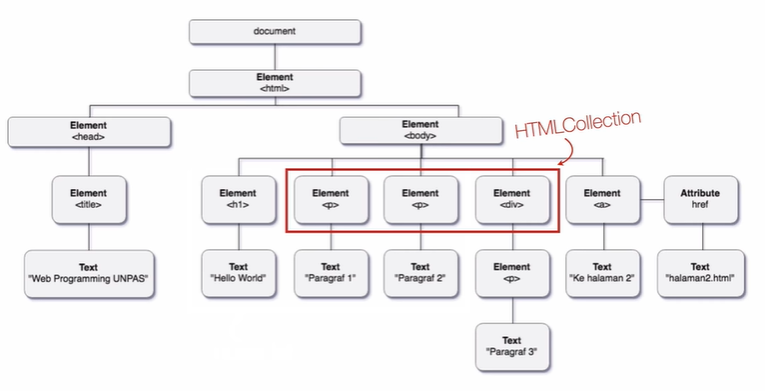 document
Element
<html>
Element
<head>
Element
<body>
HTMLCollection
Element
<title>
Element
<h1>
Element
<p>
Element
<p>
Element
<div>
Element
<a>
Attribute
href
Text
"Web Programming UNPAS"
Text
"Hello World"
Text
"Paragraf 1"
Text
"Paragraf 2"
Element
<p>
Text
"Ke halaman 2"
Text
"halaman2.html"
Text
"Paragraf 3"